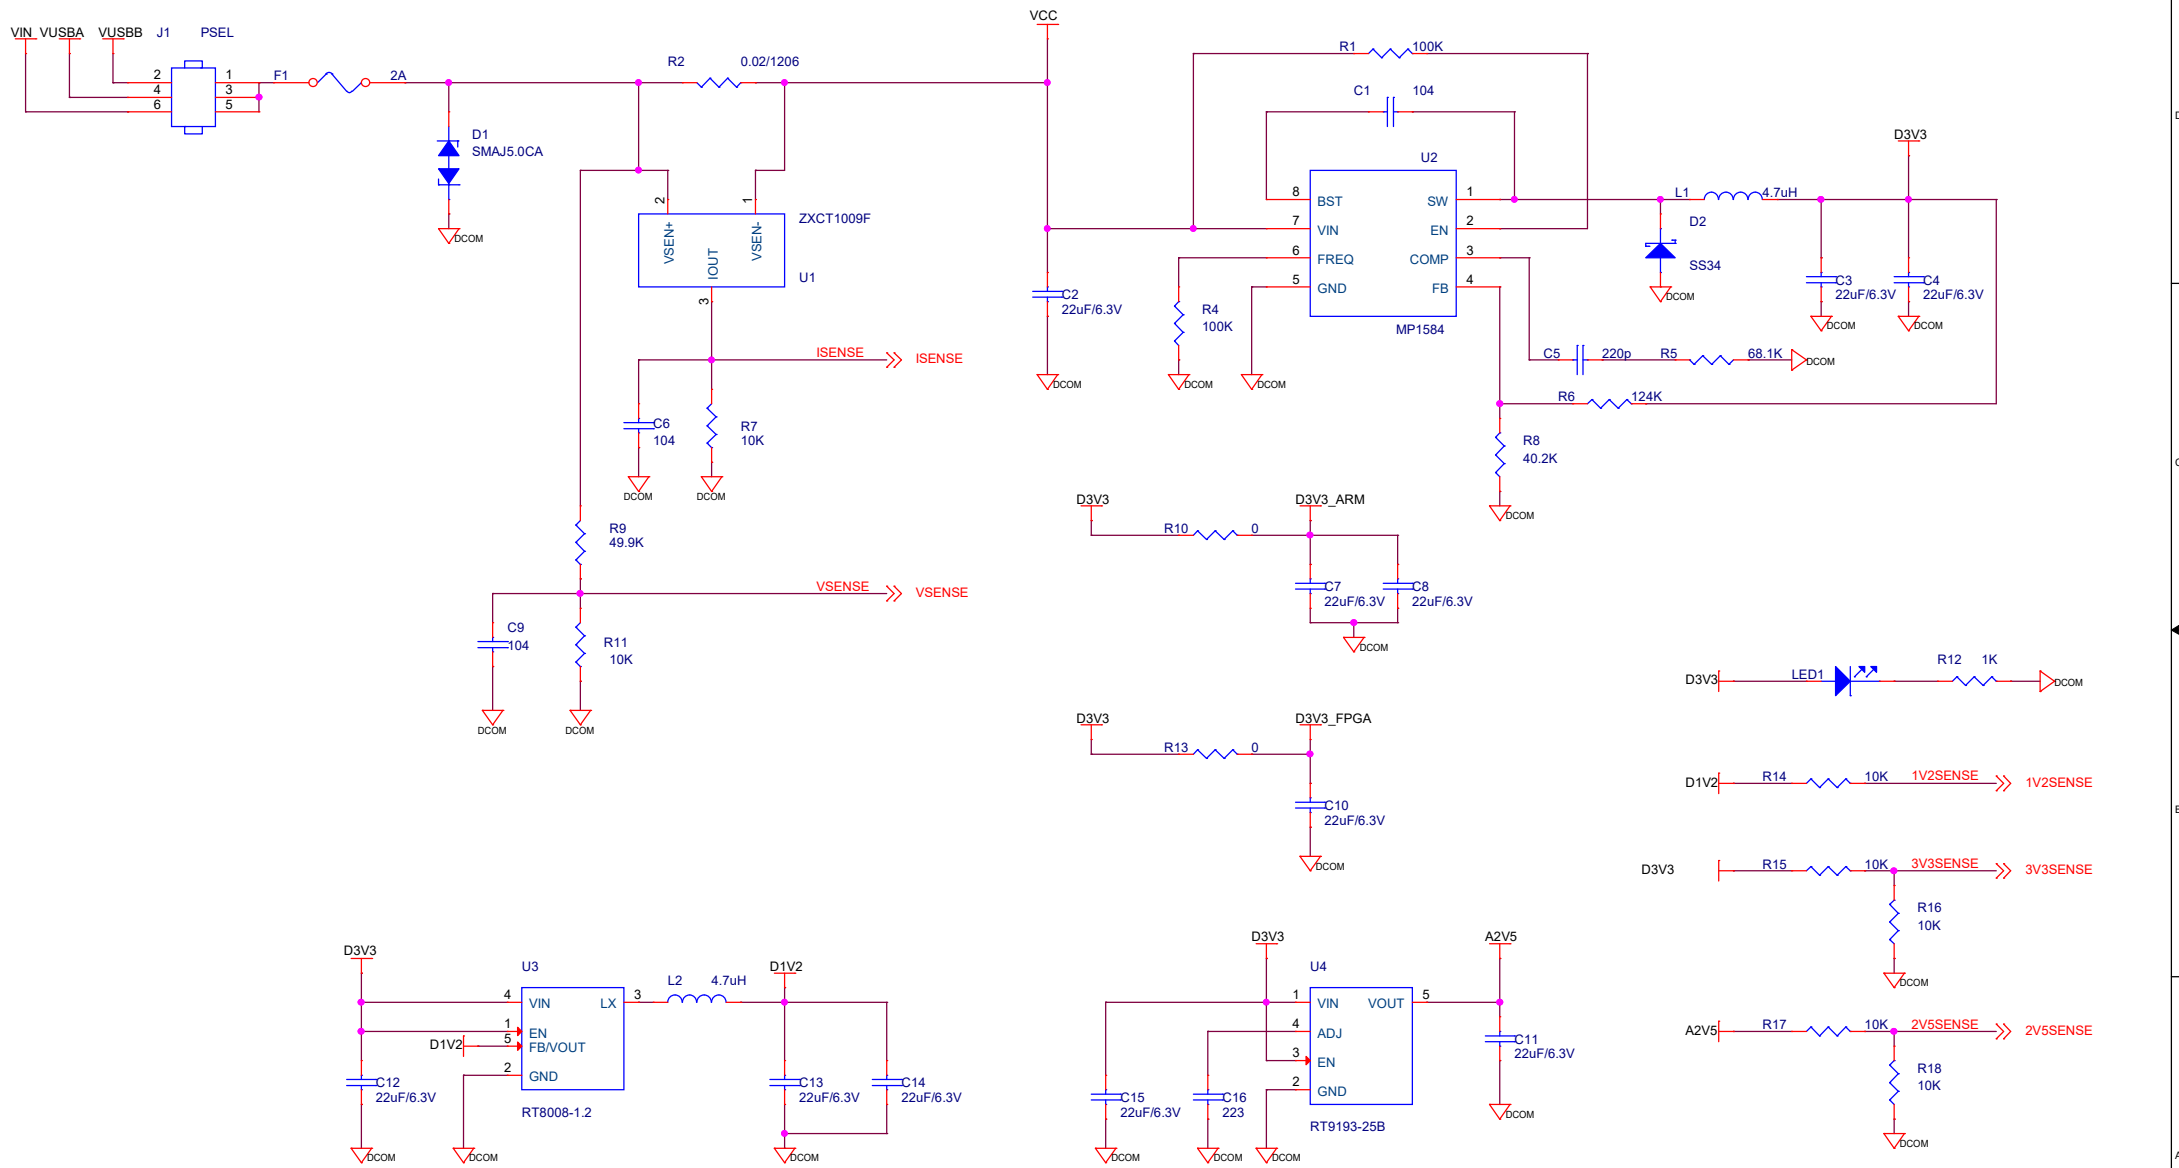 VIN VUSBA VUSBB J1 PSEL
2 1
4 3
6 5
F1 2A
D1
SMAJ5.0CA
DCOM
R2 0.02/1206
VCC
2 1
ZXCT1009F
VSEN+ IOUT VSEN-
U1
3
ISENSE ISENSE
C6
104
R7
10K
DCOM DCOM
R9
49.9K
VSENSE VSENSE
C9
104
R11
10K
DCOM DCOM
C2
22uF/6.3V
DCOM
R1 100K
C1 104
U2
8 BST SW 1
7 VIN EN 2
6 FREQ COMP 3
5 GND FB 4
MP1584
R4
100K
DCOM DCOM
L1 4.7uH
D2
SS34
DCOM
D3V3
C3
22uF/6.3V
C4
22uF/6.3V
DCOM DCOM
C5 220p R5 68.1K DCOM
R6 124K
R8
40.2K
DCOM
D3V3 D3V3_ARM
R10 0
C7
22uF/6.3V
C8
22uF/6.3V
DCOM
D3V3 D3V3_FPGA
R13 0
C10
22uF/6.3V
DCOM
D3V3 LED1 R12 1K DCOM
D1V2 R14 10K 1V2SENSE 1V2SENSE
D3V3 R15 10K 3V3SENSE 3V3SENSE
R16
10K
DCOM
A2V5 R17 10K 2V5SENSE 2V5SENSE
R18
10K
DCOM
D3V3
U3
L2 4.7uH
D1V2
4 VIN LX 3
1 EN
D1V2 5 FB/VOUT
2 GND
RT8008-1.2
C12
22uF/6.3V
C13
22uF/6.3V
C14
22uF/6.3V
DCOM DCOM DCOM
D3V3 A2V5
U4
1 VIN VOUT 5
4 ADJ
3 EN
2 GND
RT9193-25B
C11
22uF/6.3V
DCOM
C15
22uF/6.3V
C16
223
DCOM DCOM DCOM